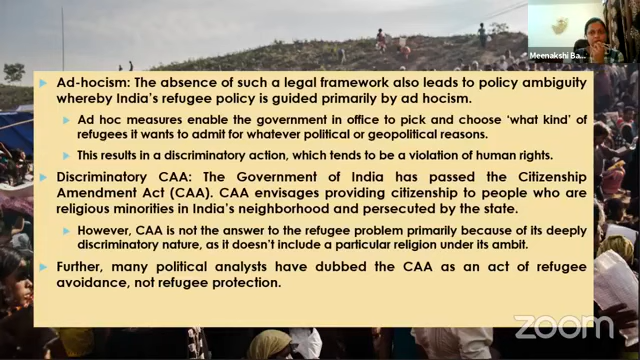 Meenakshi Ba...
Ad-hocism: The absence of such a legal framework also leads to policy ambiguity
whereby India's refugee policy is guided primarily by ad hocism.
Ad hoc measures enable the government in office to pick and choose 'what kind' of
refugees it wants to admit for whatever political or geopolitical reasons.
This results in a discriminatory action, which tends to be a violation of human rights.
Discriminatory CAA: The Government of India has passed the Citizenship
Amendment Act (CAA). CAA envisages providing citizenship to people who are
religious minorities in India's neighborhood and persecuted by the state.
However, CAA is not the answer to the refugee problem primarily because of its deeply
discriminatory nature, as it doesn't include a particular religion under its ambit.
Further, many political analysts have dubbed the CAA as an act of refugee
avoidance, not refugee protection.
zoom